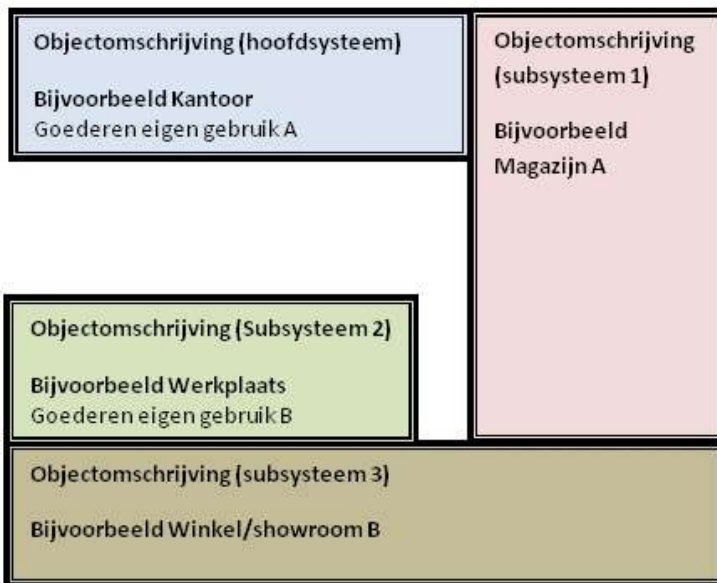 Objectomschrijving (hoofdsysteem)
Bijvoorbeeld Kantoor
Goederen eigen gebruik A
Objectomschrijving
(subsysteem 1)
Bijvoorbeeld
Magazijn A
Objectomschrijving (Subsysteem 2)
Bijvoorbeeld Werkplaats
Goederen eigen gebruik B
Objectomschrijving (subsysteem 3)
Bijvoorbeeld Winkel/showroom B